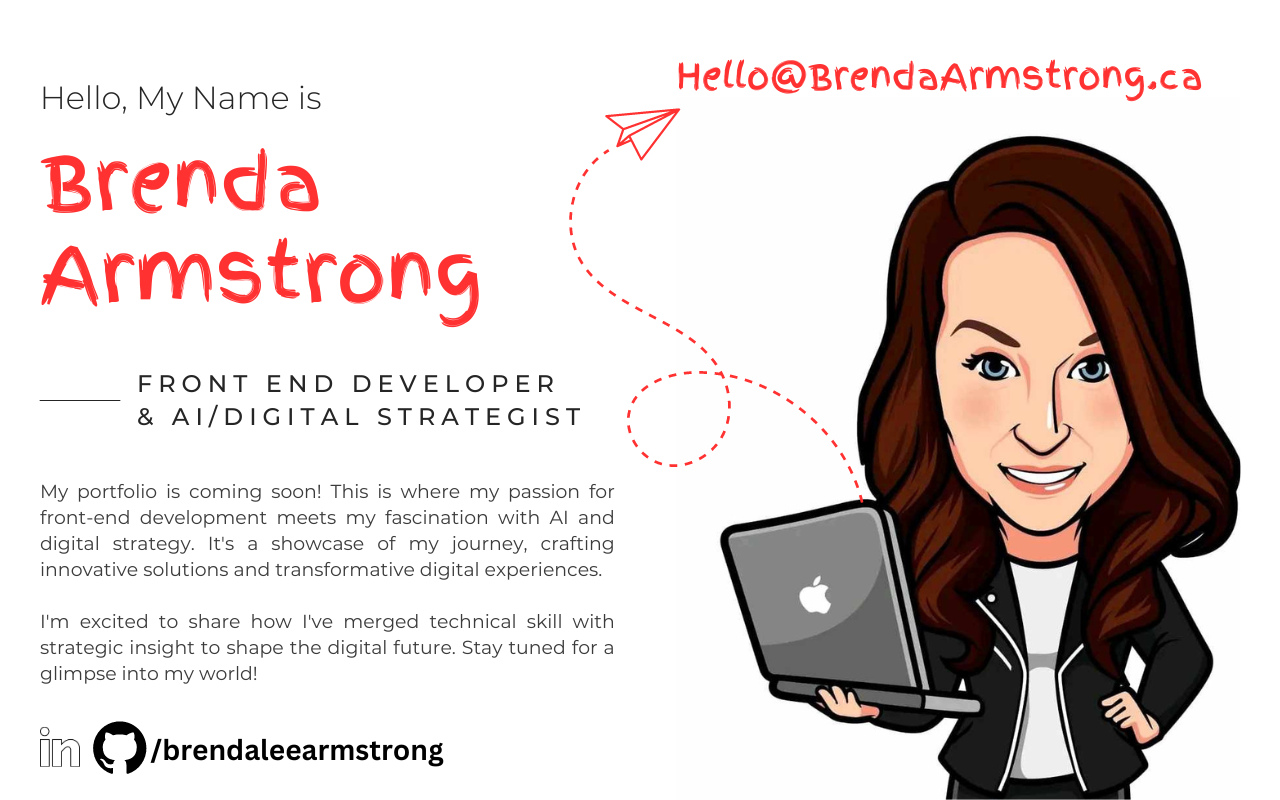 Hello@BrendaArmstrong.ca
Hello, My Name is
Brenda
Armstrong
FRONT END DEVELOPER
& AI/DIGITAL STRATEGIST
My portfolio is coming soon! This is where my passion for
front-end development meets my fascination with AI and
digital strategy. It's a showcase of my journey, crafting
innovative solutions and transformative digital experiences.
I'm excited to share how I've merged technical skill with
strategic insight to shape the digital future. Stay tuned for a
glimpse into my world!
in /brendaleearmstrong